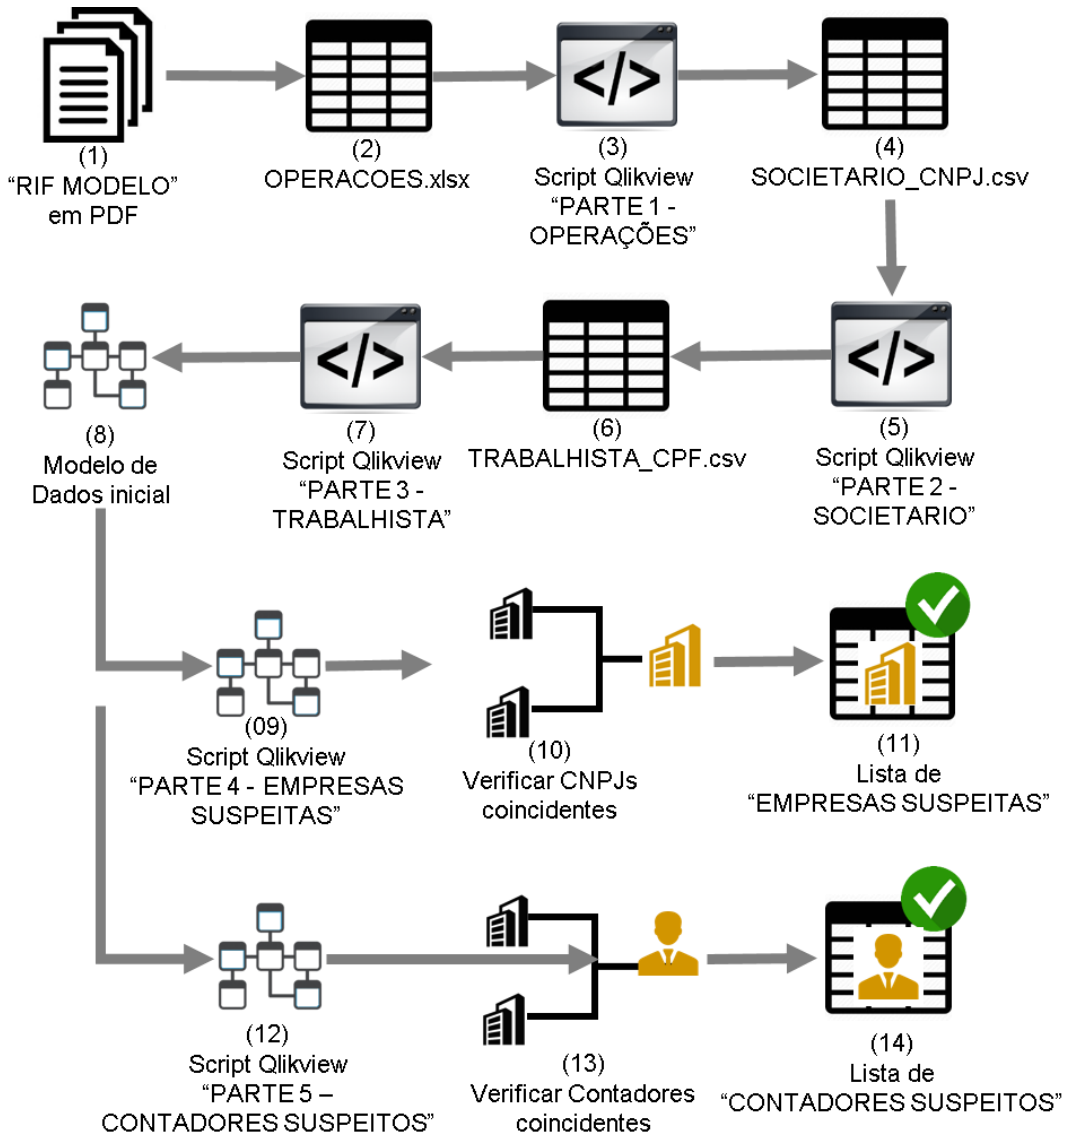 (1)
“RIF MODELO”
em PDF
(2)
OPERACOES.xlsx
</>
(3)
Script Qlikview
“PARTE 1 -
OPERAÇÕES”
(4)
SOCIETARIO_CNPJ.csv
(8)
Modelo de
Dados inicial
</>
(7)
Script Qlikview
“PARTE 3 -
TRABALHISTA”
(6)
TRABALHISTA_CPF.csv
</>
(5)
Script Qlikview
“PARTE 2 -
SOCIETARIO”
(09)
Script Qlikview
“PARTE 4 - EMPRESAS
SUSPEITAS”
(10)
Verificar CNPJs
coincidentes
(11)
Lista de
“EMPRESAS SUSPEITAS”
(12)
Script Qlikview
“PARTE 5 –
CONTADORES SUSPEITOS”
(13)
Verificar Contadores
coincidentes
(14)
Lista de
“CONTADORES SUSPEITOS”